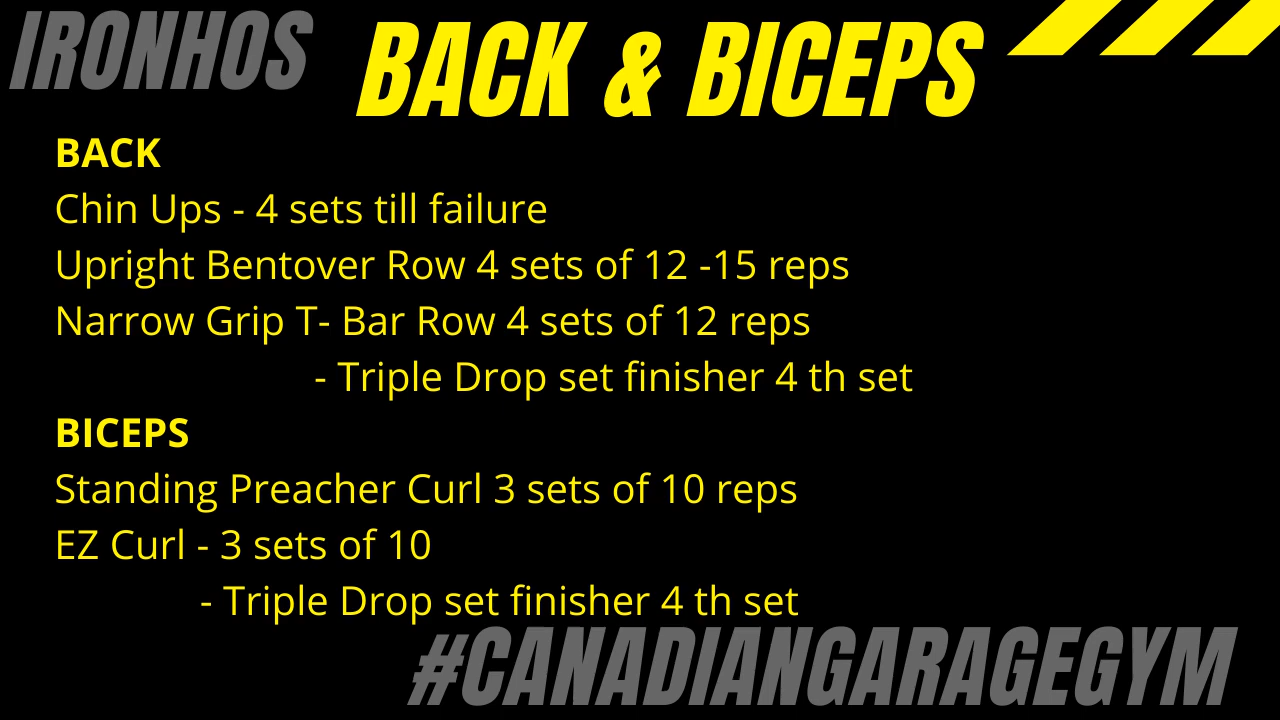 IRONHOS
BACK & BICEPS
BACK
Chin Ups - 4 sets till failure
Upright Bentover Row 4 sets of 12 -15 reps
Narrow Grip T- Bar Row 4 sets of 12 reps
- Triple Drop set finisher 4 th set
BICEPS
Standing Preacher Curl 3 sets of 10 reps
EZ Curl - 3 sets of 10
- Triple Drop set finisher 4 th set
#CANADIANGARAGEGYM